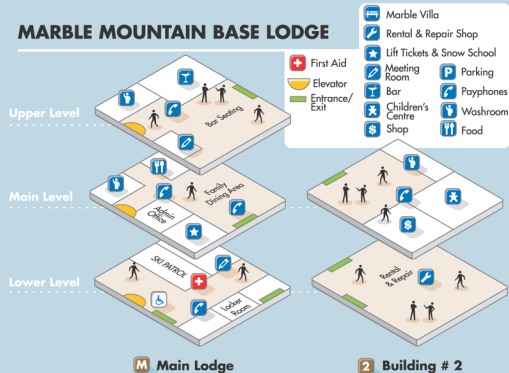 MARBLE MOUNTAIN BASE LODGE
Marble Villa
Rental & Repair Shop
Lift Tickets & Snow School
Meeting
Room
Parking
Bar
Payphones
Children's
Centre
Washroom
Shop
Food
First Aid
Elevator
Entrance/
Exit
Upper Level
Bar Seating
Main Level
Family
Dining Area
Admin
Office
Lower Level
SKI PATROL
Locker
Room
Rental
& Repair
M Main Lodge
2 Building # 2
P
$
$